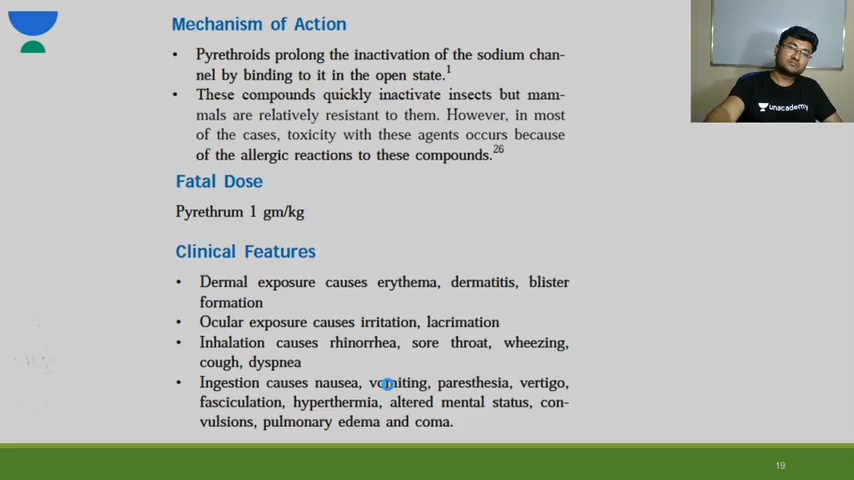 Mechanism of Action
• Pyrethroids prolong the inactivation of the sodium chan-
nel by binding to it in the open state.1
• These compounds quickly inactivate insects but mam-
mals are relatively resistant to them. However, in most
of the cases, toxicity with these agents occurs because
of the allergic reactions to these compounds.26
Fatal Dose
Pyrethrum 1 gm/kg
Clinical Features
• Dermal exposure causes erythema, dermatitis, blister
formation
• Ocular exposure causes irritation, lacrimation
• Inhalation causes rhinorrhea, sore throat, wheezing,
cough, dyspnea
• Ingestion causes nausea, vomiting, paresthesia, vertigo,
fasciculation, hyperthermia, altered mental status, con-
vulsions, pulmonary edema and coma.
unacademy
19